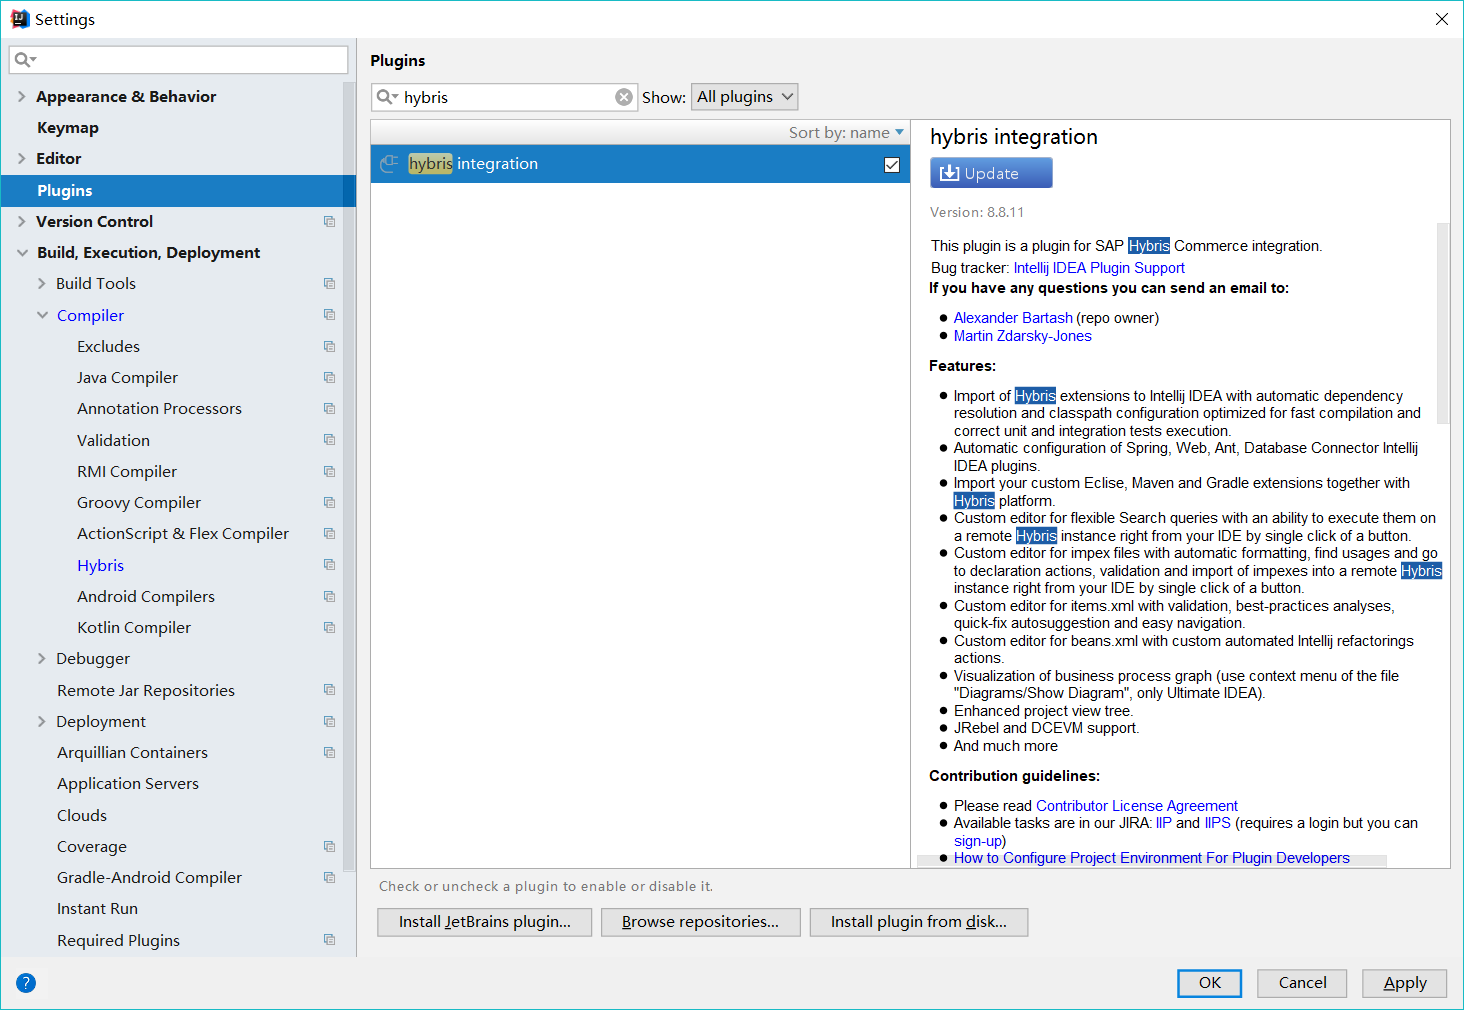 Settings
Appearance & Behavior
Keymap
Editor
Plugins
Version Control
Build, Execution, Deployment
Build Tools
Compiler
Excludes
Java Compiler
Annotation Processors
Validation
RMI Compiler
Groovy Compiler
ActionScript & Flex Compiler
Hybris
Android Compilers
Kotlin Compiler
Debugger
Remote Jar Repositories
Deployment
Arquillian Containers
Application Servers
Clouds
Coverage
Gradle-Android Compiler
Instant Run
Required Plugins
Plugins
hybris
Show: All plugins
Sort by: name
hybris integration
hybris integration
Update
Version: 8.8.11
This plugin is a plugin for SAP Hybris Commerce integration.
Bug tracker: Intellij IDEA Plugin Support
If you have any questions you can send an email to:
Alexander Bartash (repo owner)
Martin Zdarsky-Jones
Features:
Import of Hybris extensions to Intellij IDEA with automatic dependency
resolution and classpath configuration optimized for fast compilation and
correct unit and integration tests execution.
Automatic configuration of Spring, Web, Ant, Database Connector Intellij
IDEA plugins.
Import your custom Eclise, Maven and Gradle extensions together with
Hybris platform.
Custom editor for flexible Search queries with an ability to execute them on
a remote Hybris instance right from your IDE by single click of a button.
Custom editor for impex files with automatic formatting, find usages and go
to declaration actions, validation and import of impexes into a remote Hybris
instance right from your IDE by single click of a button.
Custom editor for items.xml with validation, best-practices analyses,
quick-fix autosuggestion and easy navigation.
Custom editor for beans.xml with custom automated Intellij refactorings
actions.
Visualization of business process graph (use context menu of the file
"Diagrams/Show Diagram", only Ultimate IDEA).
Enhanced project view tree.
JRebel and DCEVM support.
And much more
Contribution guidelines:
Please read Contributor License Agreement
Available tasks are in our JIRA: IIP and IIPS (requires a login but you can
sign-up)
How to Configure Project Environment For Plugin Developers
Check or uncheck a plugin to enable or disable it.
Install JetBrains plugin...
Browse repositories...
Install plugin from disk...
?
OK
Cancel
Apply